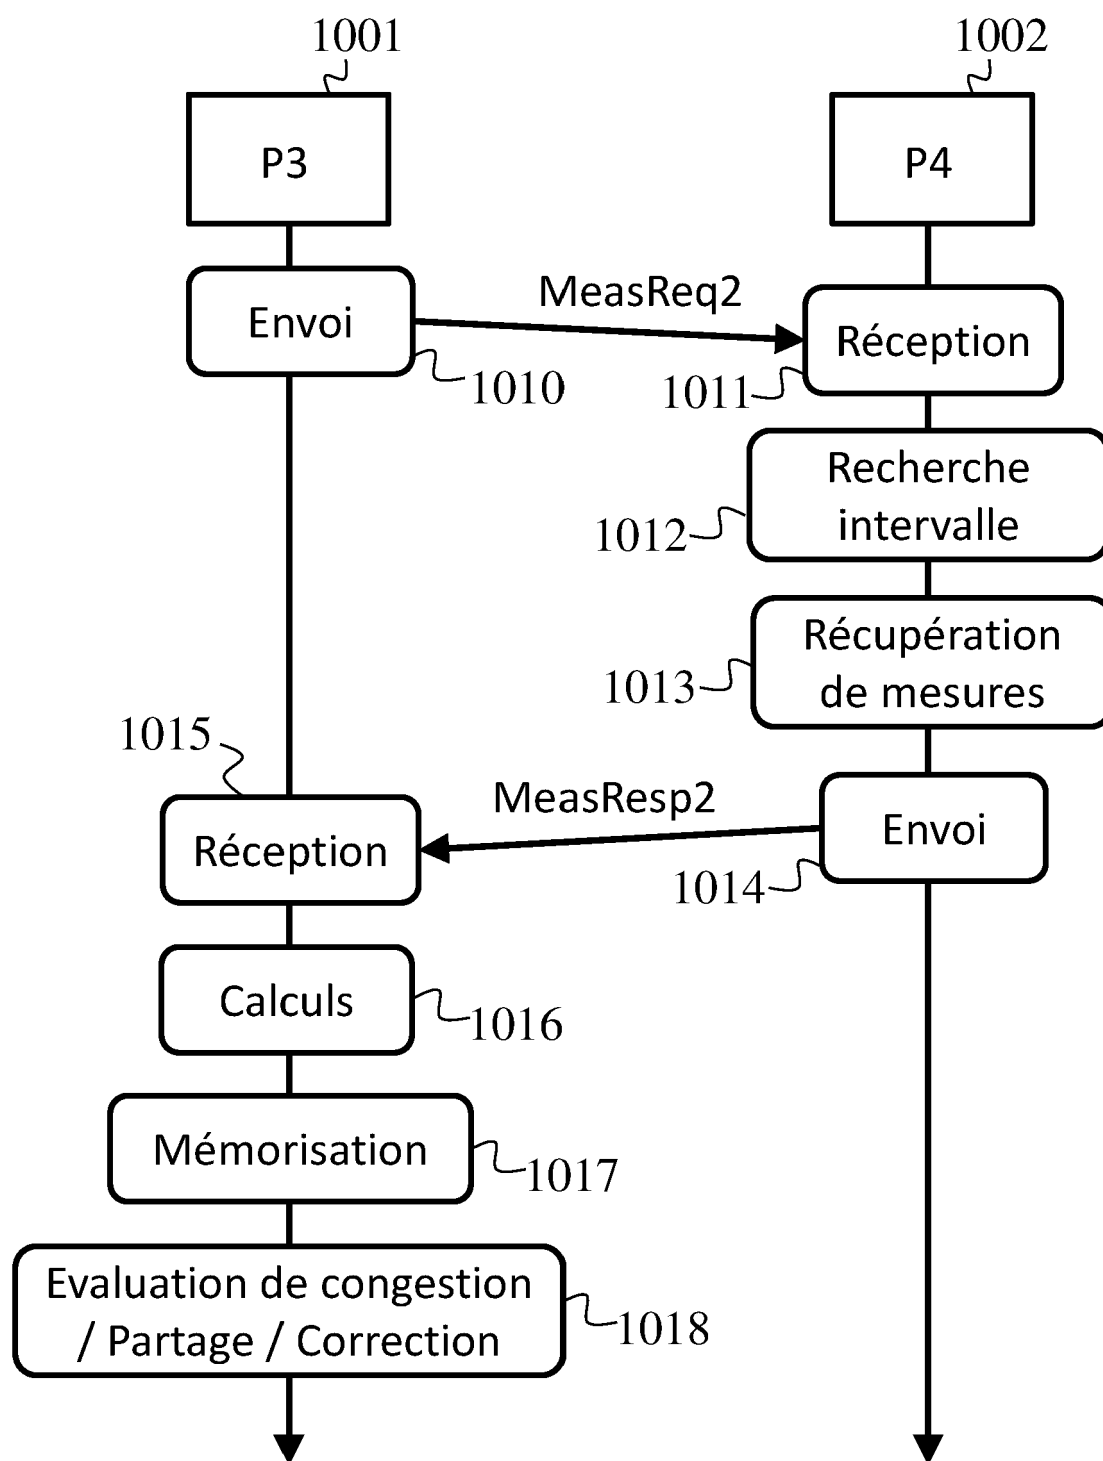 1001
1002
P3
P4
MeasReq2
Envoi
Réception
1010
1011
Recherche
intervalle
1012
Récupération
de mesures
1013
1015
MeasResp2
Envoi
Réception
1014
Calculs
1016
Mémorisation
1017
Evaluation de congestion
/ Partage / Correction
1018